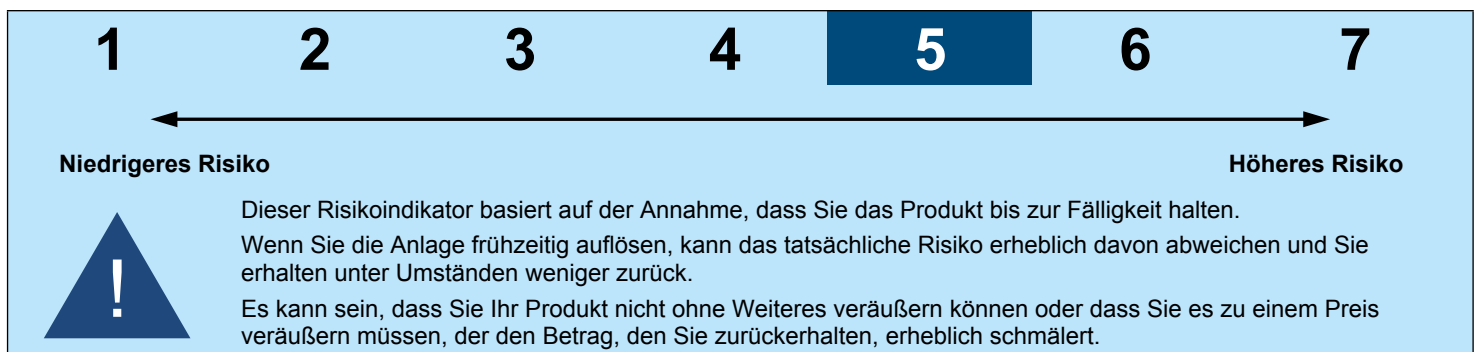 1 2 3 4 5 6 7
Niedrigeres Risiko Höheres Risiko
Dieser Risikoindikator basiert auf der Annahme, dass Sie das Produkt bis zur Fälligkeit halten.
Wenn Sie die Anlage frühzeitig auflösen, kann das tatsächliche Risiko erheblich davon abweichen und Sie
erhalten unter Umständen weniger zurück.
Es kann sein, dass Sie Ihr Produkt nicht ohne Weiteres veräußern können oder dass Sie es zu einem Preis
veräußern müssen, der den Betrag, den Sie zurückerhalten, erheblich schmälert.
!